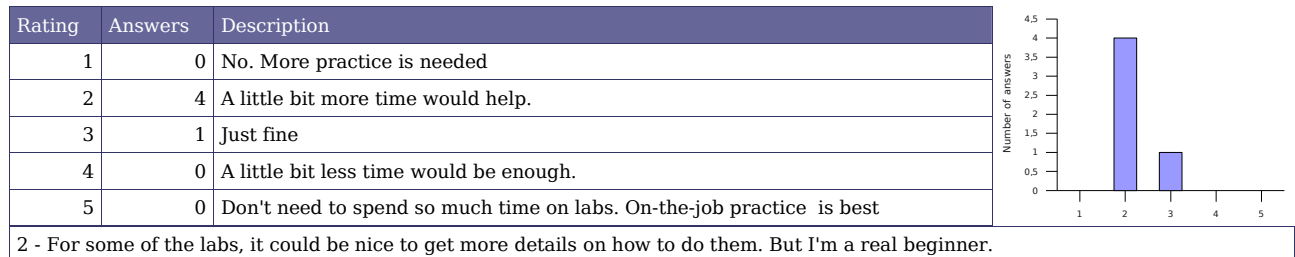 Rating Answers Description
1 0 No. More practice is needed
2 4 A little bit more time would help.
3 1 Just fine
4 0 A little bit less time would be enough.
5 0 Don't need to spend so much time on labs. On-the-job practice  is best
2 - For some of the labs, it could be nice to get more details on how to do them. But I'm a real beginner.
Number of answers
4,5
4
3,5
3
2,5
2
1,5
1
0,5
0
1 2 3 4 5